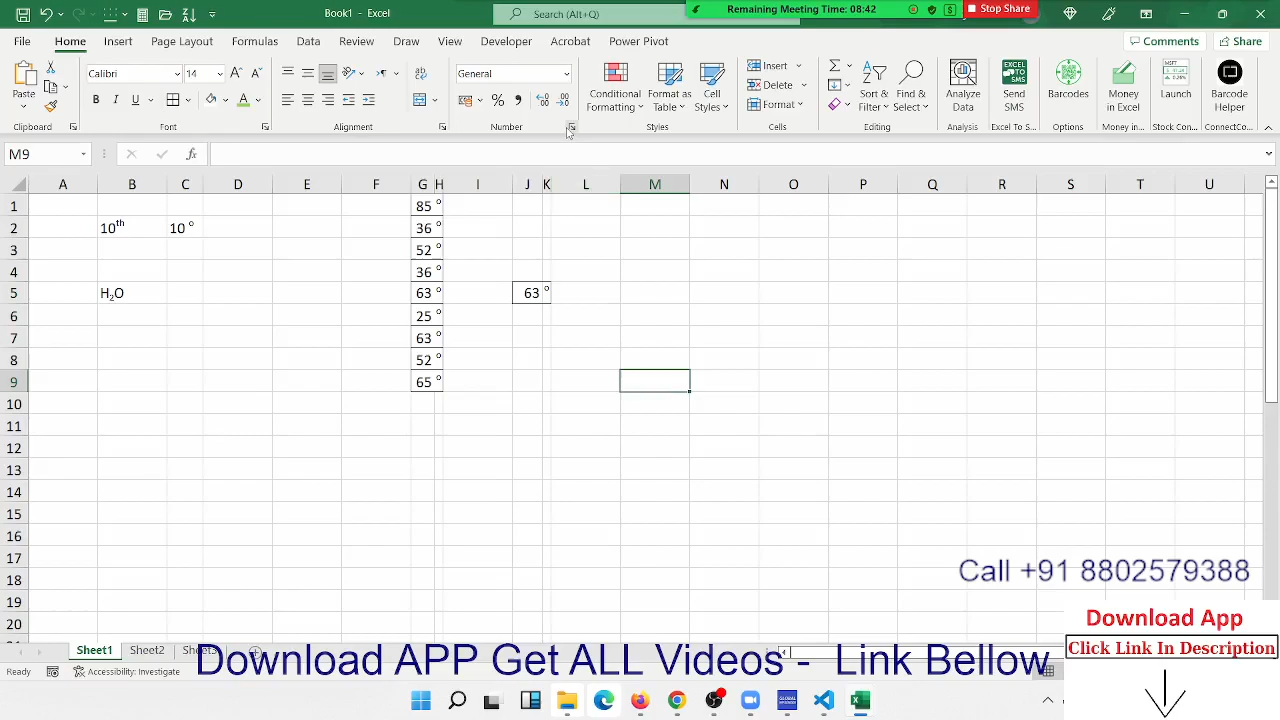 Book1 - Excel
Search (Alt+Q)
Remaining Meeting Time: 08:42
Stop Share
File Home Insert Page Layout Formulas Data Review Draw View Developer Acrobat Power Pivot
Comments Share
Paste
Calibri 14
B I U
A A
General
% ,
Conditional Formatting
Format as Table
Cell Styles
Insert
Delete
Format
Sort & Filter
Find & Select
Analyze Data
Send SMS
Barcodes
Money in Excel
Launch
Barcode Helper
Clipboard Font Alignment Number Styles Cells Editing Analysis Excel To S... Options Money in... Stock Con... ConnectCo...
M9 fx
A B C D E F G H I J K L M N O P Q R S T U
1 85 °
2 10th 10 ° 36 °
3 52
4 36 °
5 H₂O 63 ° 63 °
6 25 °
7 63
8 52 °
9 65 °
10
11
12
13
14
15
16
17
18
19
20
Call +91 8802579388
Download App
Click Link In Description
Sheet1 Sheet2 Sheet3
Download APP Get ALL Videos - Link Bellow
Accessibility: Investigate